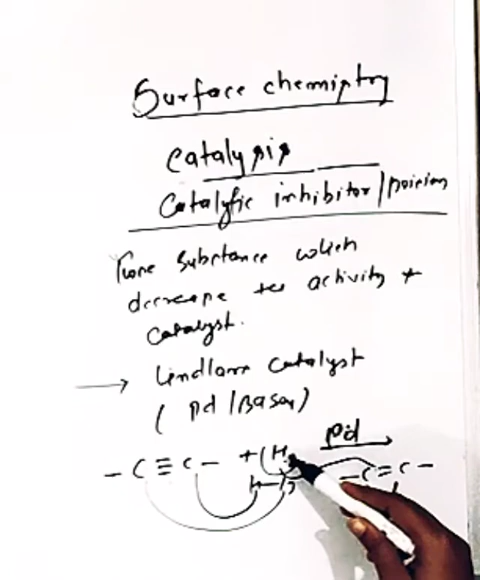 Surface chemistry
Catalysis
Catalytic inhibitor/poision
Those substance which
decrease the activity of
catalyst.
→ Lindlars catalyst
( Pd /BaSO4)
-C≡C- + (H Pd
H- -C=C-